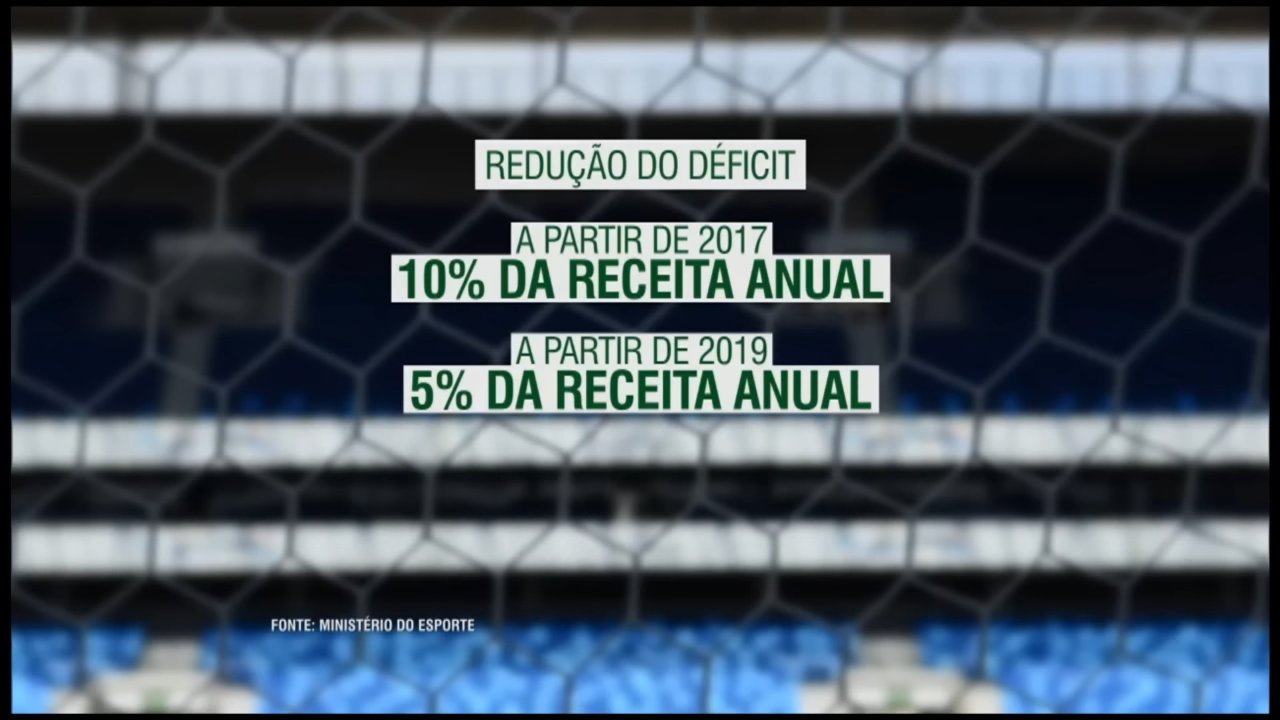 REDUÇÃO DO DÉFICIT
A PARTIR DE 2017
10% DA RECEITA ANUAL
A PARTIR DE 2019
5% DA RECEITA ANUAL
FONTE: MINISTÉRIO DO ESPORTE